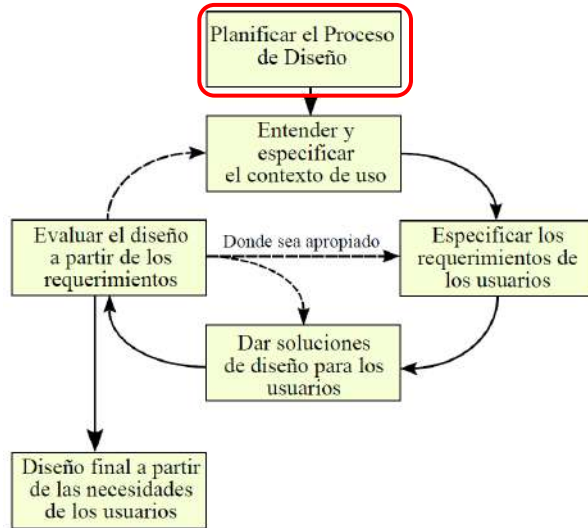 Planificar el Proceso
de Diseño
Entender y
especificar
el contexto de uso
Evaluar el diseño
a partir de los
requerimientos
Donde sea apropiado
Especificar los
requerimientos de
los usuarios
Dar soluciones
de diseño para los
usuarios
Diseño final a partir
de las necesidades
de los usuarios